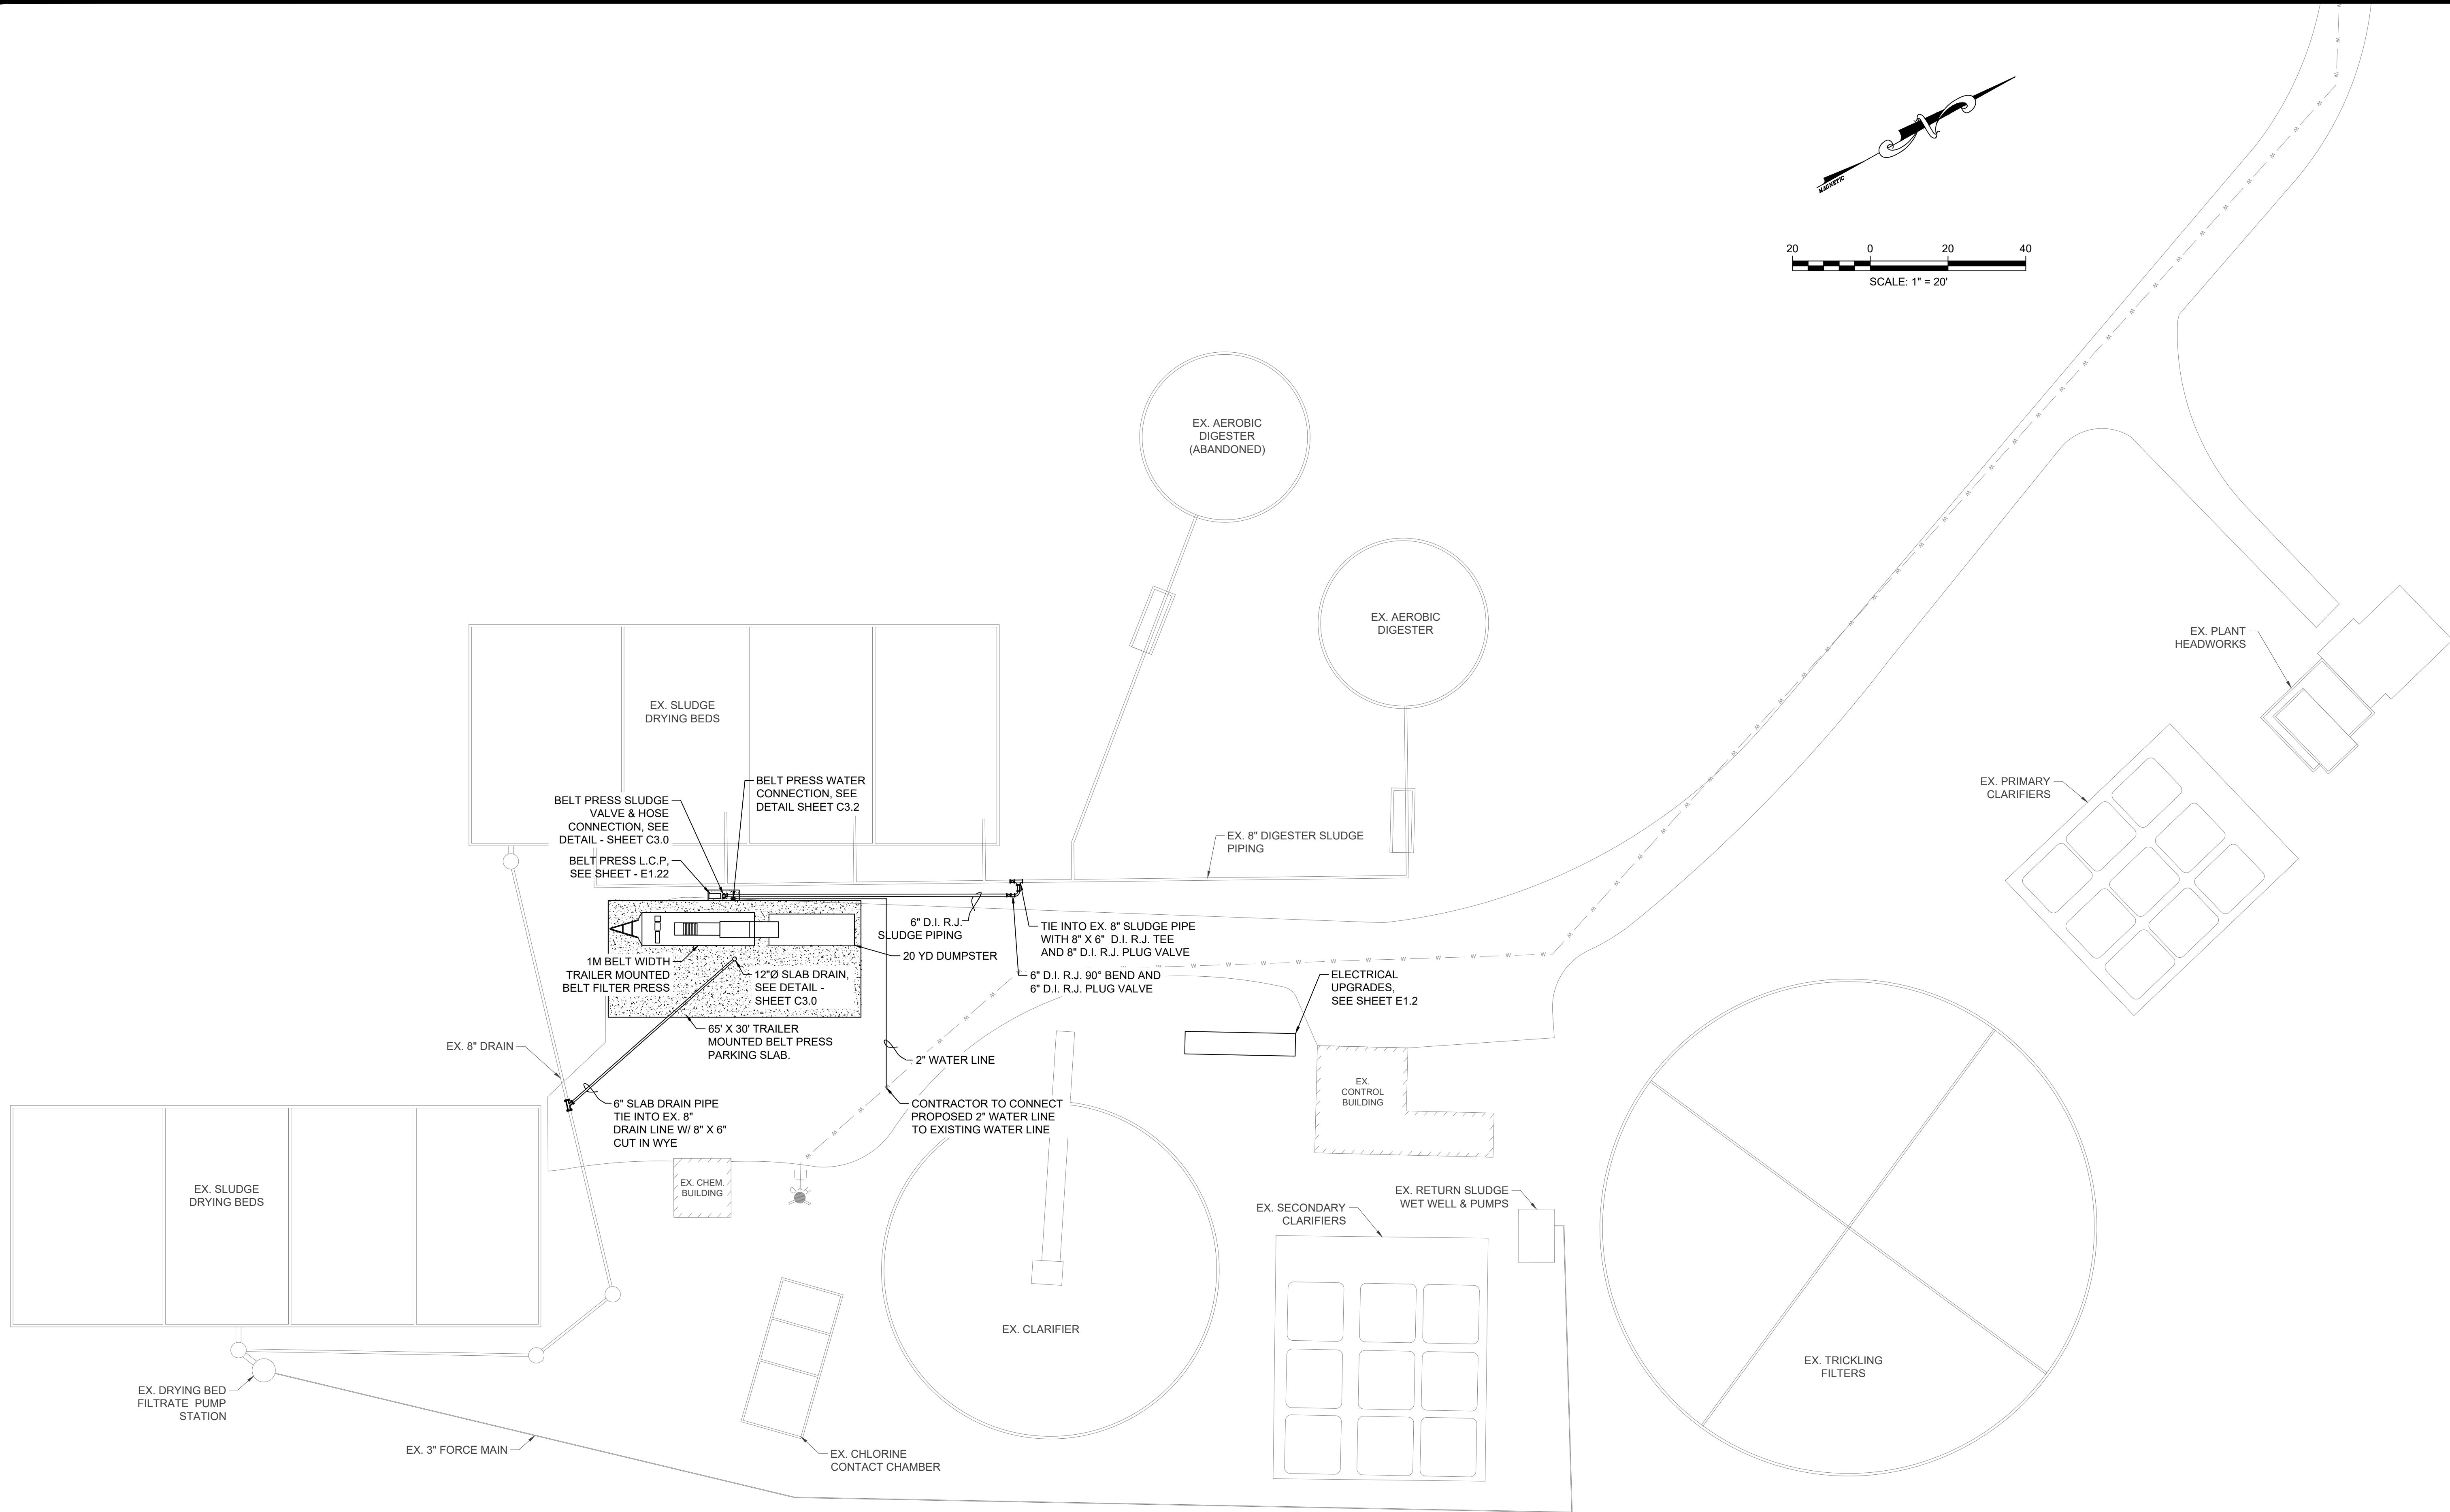 MAGNETIC
20 0 20 40
SCALE: 1" = 20'
EX. AEROBIC
DIGESTER
(ABANDONED)
EX. AEROBIC
DIGESTER
EX. PLANT
HEADWORKS
EX. SLUDGE
DRYING BEDS
EX. PRIMARY
CLARIFIERS
BELT PRESS WATER
CONNECTION, SEE
DETAIL SHEET C3.2
BELT PRESS SLUDGE
VALVE & HOSE
CONNECTION, SEE
DETAIL - SHEET C3.0
BELT PRESS L.C.P,
SEE SHEET - E1.22
EX. 8" DIGESTER SLUDGE
PIPING
6" D.I. R.J.
SLUDGE PIPING
TIE INTO EX. 8" SLUDGE PIPE
WITH 8" X 6" D.I. R.J. TEE
AND 8" D.I. R.J. PLUG VALVE
20 YD DUMPSTER
1M BELT WIDTH
TRAILER MOUNTED
BELT FILTER PRESS
12"Ø SLAB DRAIN,
SEE DETAIL -
SHEET C3.0
6" D.I. R.J. 90° BEND AND
6" D.I. R.J. PLUG VALVE
ELECTRICAL
UPGRADES,
SEE SHEET E1.2
65' X 30' TRAILER
MOUNTED BELT PRESS
PARKING SLAB.
EX. 8" DRAIN
2" WATER LINE
6" SLAB DRAIN PIPE
TIE INTO EX. 8"
DRAIN LINE W/ 8" X 6"
CUT IN WYE
CONTRACTOR TO CONNECT
PROPOSED 2" WATER LINE
TO EXISTING WATER LINE
EX.
CONTROL
BUILDING
EX. SLUDGE
DRYING BEDS
EX. CHEM.
BUILDING
EX. RETURN SLUDGE
WET WELL & PUMPS
EX. SECONDARY
CLARIFIERS
EX. CLARIFIER
EX. TRICKLING
FILTERS
EX. DRYING BED
FILTRATE PUMP
STATION
EX. 3" FORCE MAIN
EX. CHLORINE
CONTACT CHAMBER